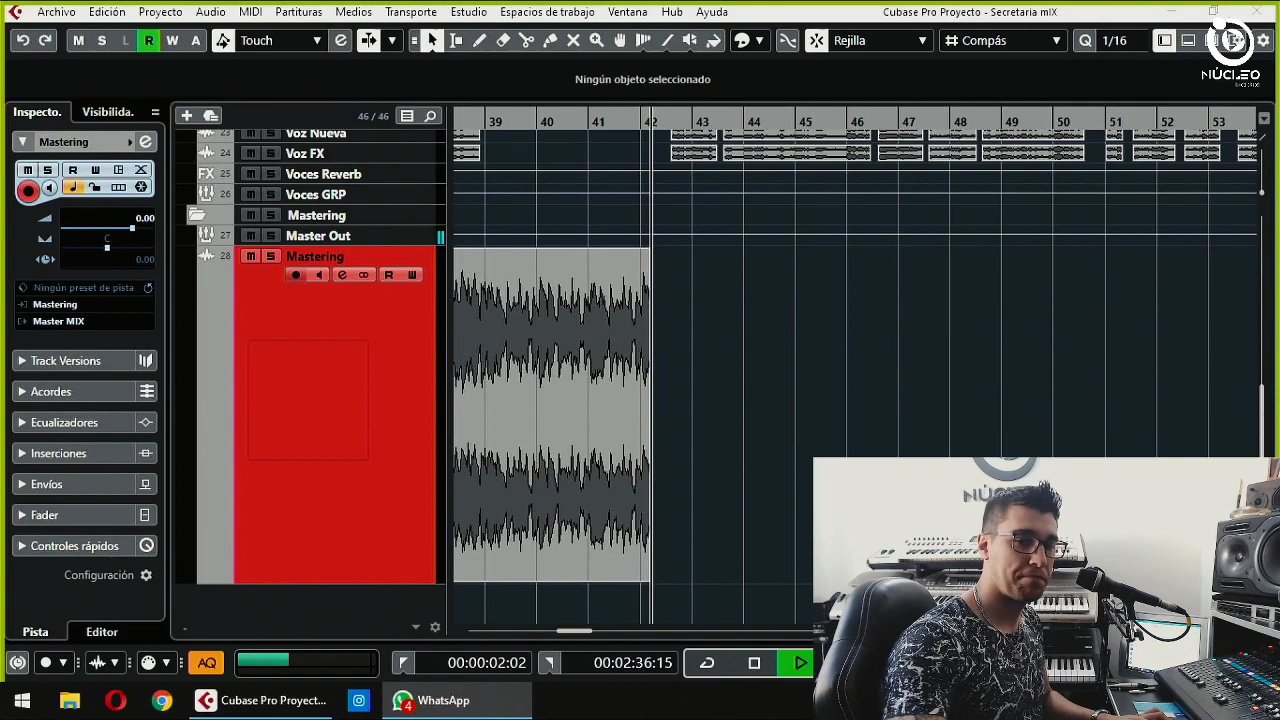 Archivo Edición Proyecto Audio MIDI Partituras Medios Transporte Estudio Espacios de trabajo Ventana Hub Ayuda Cubase Pro Proyecto - Secretaria mIX
M S L R W A Touch Rejilla Compás Q 1/16
NÚCLEO
Ningún objeto seleccionado
Inspecto. Visibilida. 46 / 46 39 40 41 42 43 44 45 46 47 48 49 50 51 52 53
Mastering
23 Voz Nueva
24 m S Voz FX
FX 25 m S Voces Reverb
26 m S Voces GRP
m S Mastering
27 m S Master Out
28 m S Mastering
R W
m S R W
0.00
C
0.00
Ningún preset de pista
Mastering
Master MIX
Track Versions
Acordes
Ecualizadores
Inserciones
Envíos
Fader
Controles rápidos
Configuración
Pista Editor
NÚCL
AQ 00:00:02:02 00:02:36:15
Cubase Pro Proyect... 4 WhatsApp